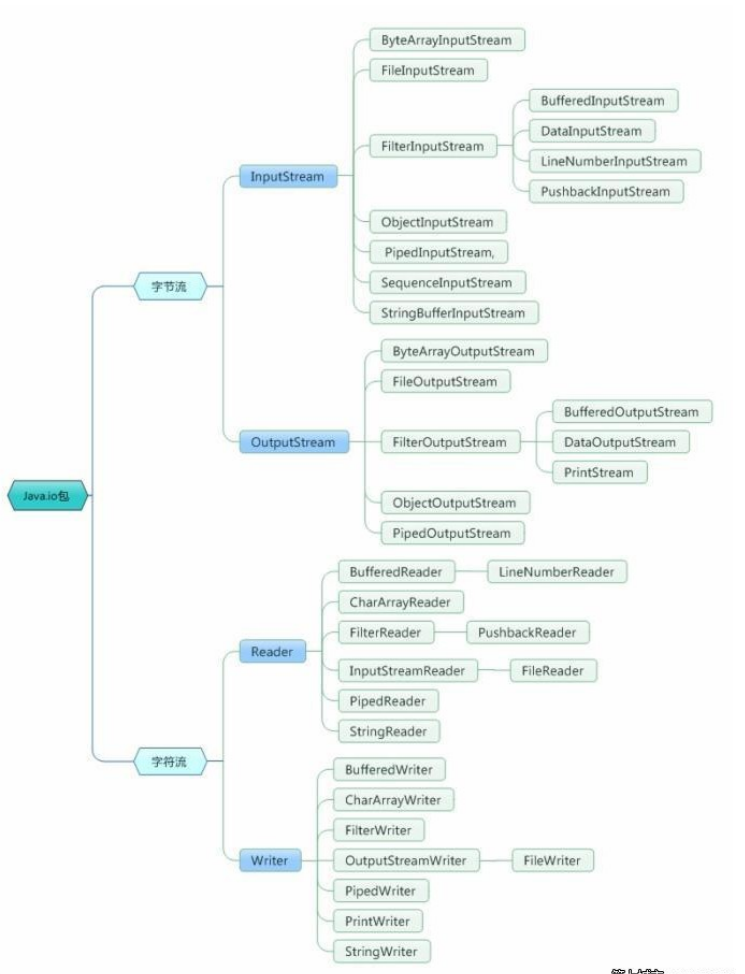 Java.io包
字节流
InputStream
ByteArrayInputStream
FileInputStream
FilterInputStream
BufferedInputStream
DataInputStream
LineNumberInputStream
PushbackInputStream
ObjectInputStream
PipedInputStream,
SequenceInputStream
StringBufferInputStream
OutputStream
ByteArrayOutputStream
FileOutputStream
FilterOutputStream
BufferedOutputStream
DataOutputStream
PrintStream
ObjectOutputStream
PipedOutputStream
字符流
Reader
BufferedReader
LineNumberReader
CharArrayReader
FilterReader
PushbackReader
InputStreamReader
FileReader
PipedReader
StringReader
Writer
BufferedWriter
CharArrayWriter
FilterWriter
OutputStreamWriter
FileWriter
PipedWriter
PrintWriter
StringWriter